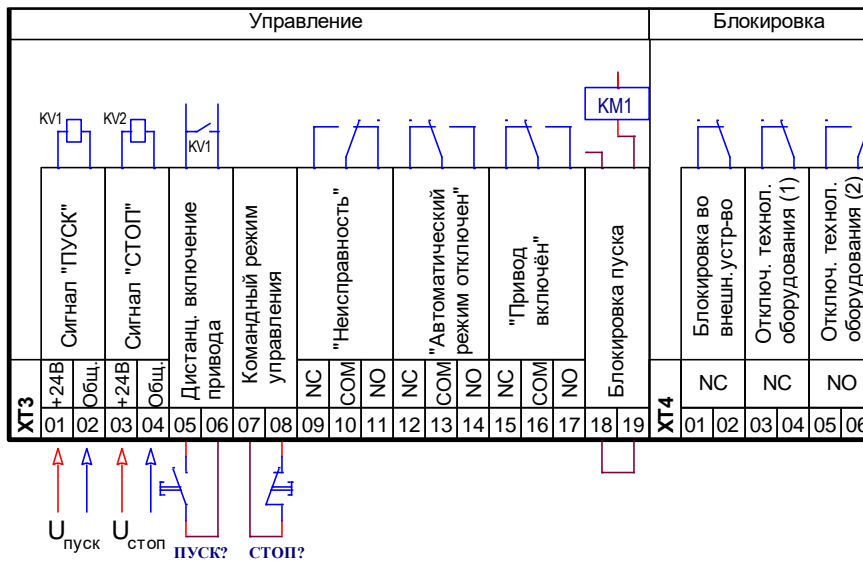 Управление
Блокировка
KV1
KV2
KV1
KM1
Сигнал "ПУСК"
Сигнал "СТОП"
Дистанц. включение
привода
Командный режим
управления
"Неисправность"
"Автоматический
режим отключен"
"Привод
включён"
Блокировка пуска
Блокировка во
внешн.устр-во
Отключ. технол.
оборудования (1)
Отключ. технол.
оборудования (2)
XT3
+24В
Общ.
+24В
Общ.
NC
COM
NO
NC
COM
NO
NC
COM
NO
XT4
NC
NC
NO
01 02 03 04 05 06 07 08 09 10 11 12 13 14 15 16 17 18 19
01 02 03 04 05 06
Uпуск
Uстоп
ПУСК?
СТОП?